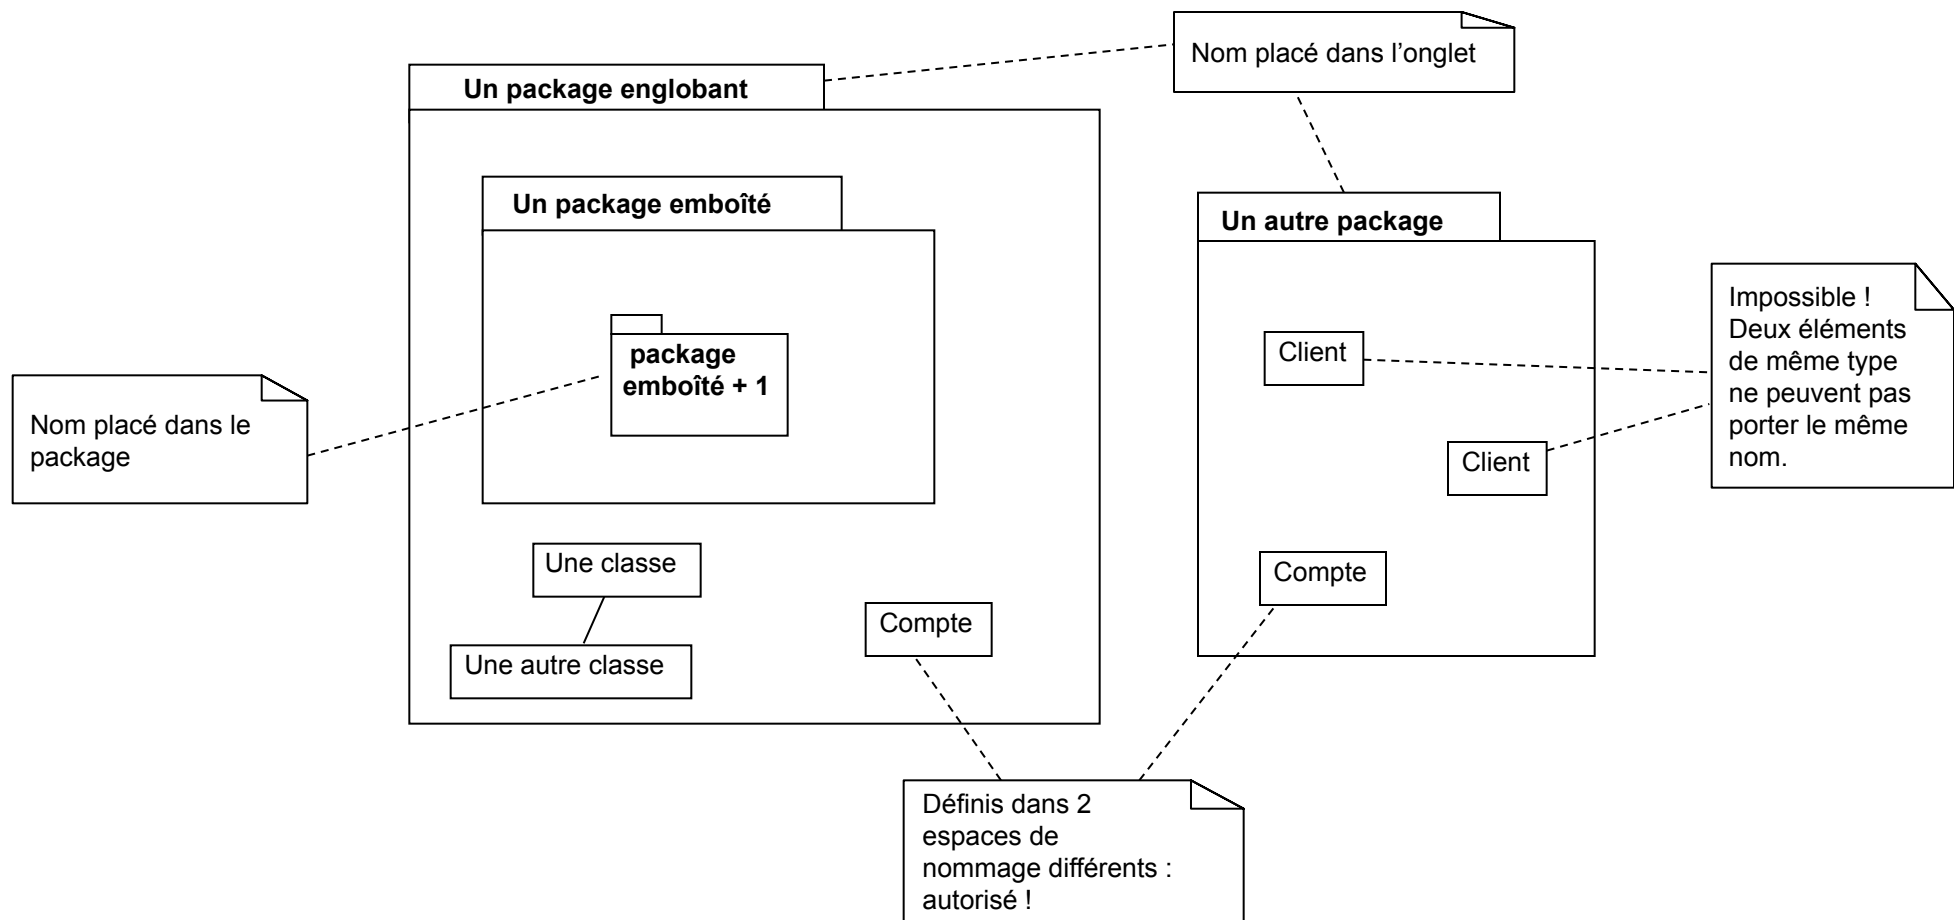 Nom placé dans l’onglet
Un package englobant
Un package emboîté
Un autre package
Impossible !
Deux éléments
de même type
ne peuvent pas
porter le même
nom.
Client
package
emboîté + 1
Nom placé dans le
package
Client
Une classe
Compte
Compte
Une autre classe
Définis dans 2
espaces de
nommage différents :
autorisé !